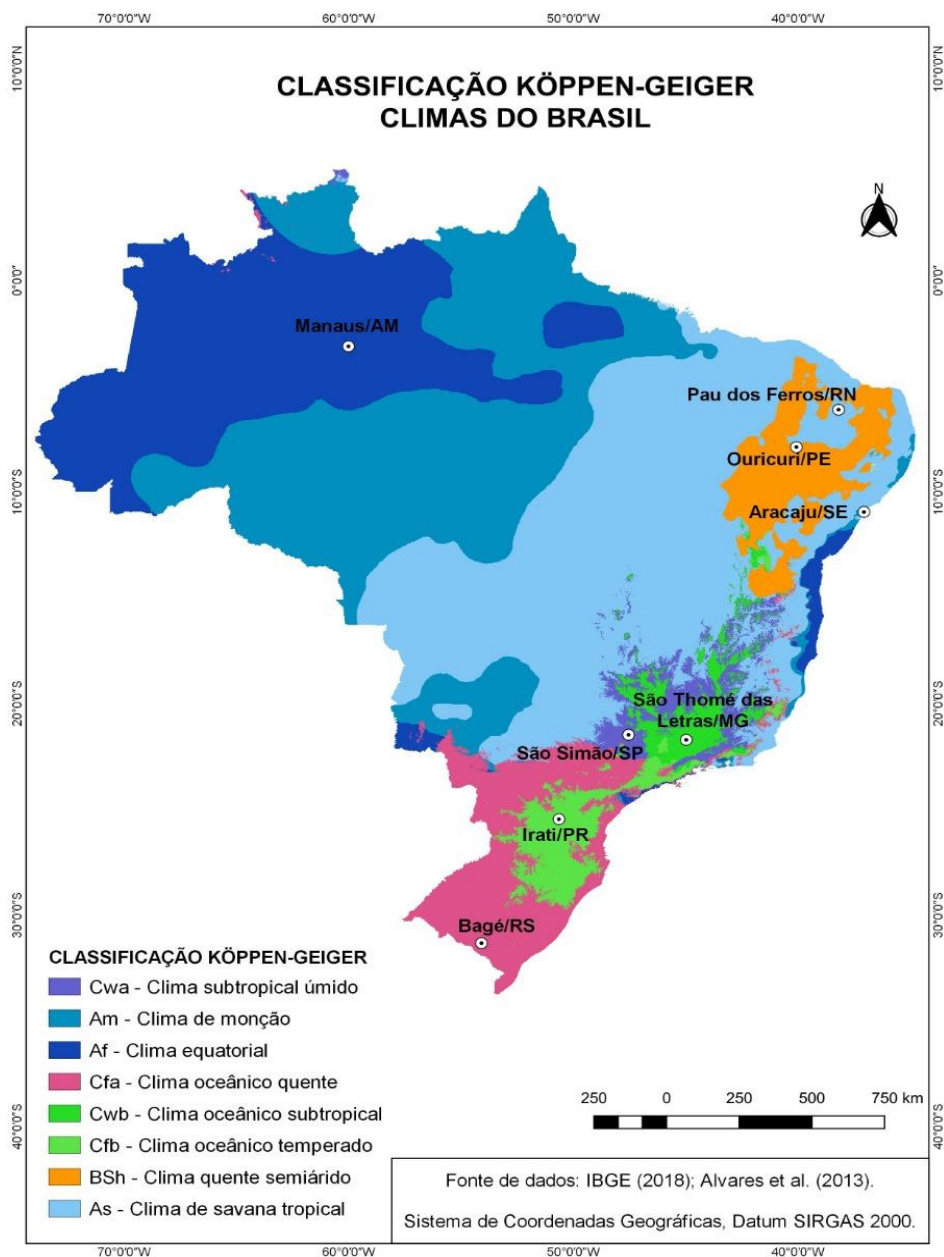 70°0'0"W 60°0'0"W 50°0'0"W 40°0'0"W
10°0'0"N 10°0'0"N
CLASSIFICAÇÃO KÖPPEN-GEIGER
CLIMAS DO BRASIL
N
0°0'0" 0°0'0"
Manaus/AM
Pau dos Ferros/RN
Ouricuri/PE
10°0'0"S 10°0'0"S
Aracaju/SE
20°0'0"S 20°0'0"S
São Thomé das
Letras/MG
São Simão/SP
Irati/PR
30°0'0"S 30°0'0"S
Bagé/RS
CLASSIFICAÇÃO KÖPPEN-GEIGER
Cwa - Clima subtropical úmido
Am - Clima de monção
Af - Clima equatorial
Cfa - Clima oceânico quente
Cwb - Clima oceânico subtropical
Cfb - Clima oceânico temperado
BSh - Clima quente semiárido
As - Clima de savana tropical
250 0 250 500 750 km
40°0'0"S 40°0'0"S
Fonte de dados: IBGE (2018); Alvares et al. (2013).
Sistema de Coordenadas Geográficas, Datum SIRGAS 2000.
70°0'0"W 60°0'0"W 50°0'0"W 40°0'0"W